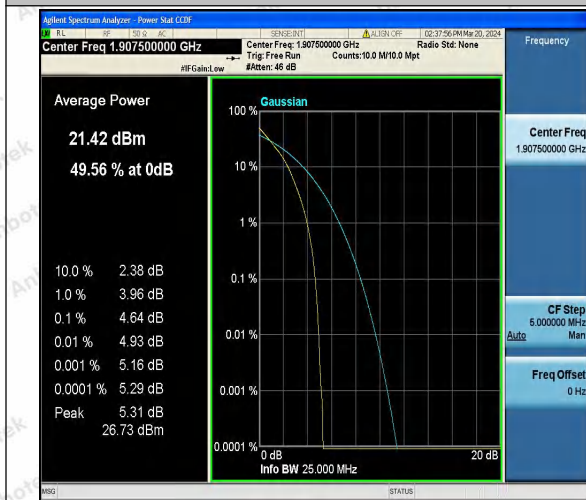 Agilent Spectrum Analyzer - Power Stat CCDF
RL RF 50 Ω AC SENSE:INT ALIGN OFF 02:37:56 PM Mar 20, 2024
Center Freq 1.907500000 GHz
Center Freq: 1.907500000 GHz Radio Std: None
Trig: Free Run Counts:10.0 M/10.0 Mpt
#IFGain:Low #Atten: 46 dB
Frequency
Average Power
21.42 dBm
49.56 % at 0dB
10.0 % 2.38 dB
1.0 % 3.96 dB
0.1 % 4.64 dB
0.01 % 4.93 dB
0.001 % 5.16 dB
0.0001 % 5.29 dB
Peak 5.31 dB
26.73 dBm
Gaussian
100 %
10 %
1 %
0.1 %
0.01 %
0.001 %
0.0001 %
0 dB 20 dB
Info BW 25.000 MHz
Center Freq
1.907500000 GHz
CF Step
5.000000 MHz
Auto Man
Freq Offset
0 Hz
MSG STATUS